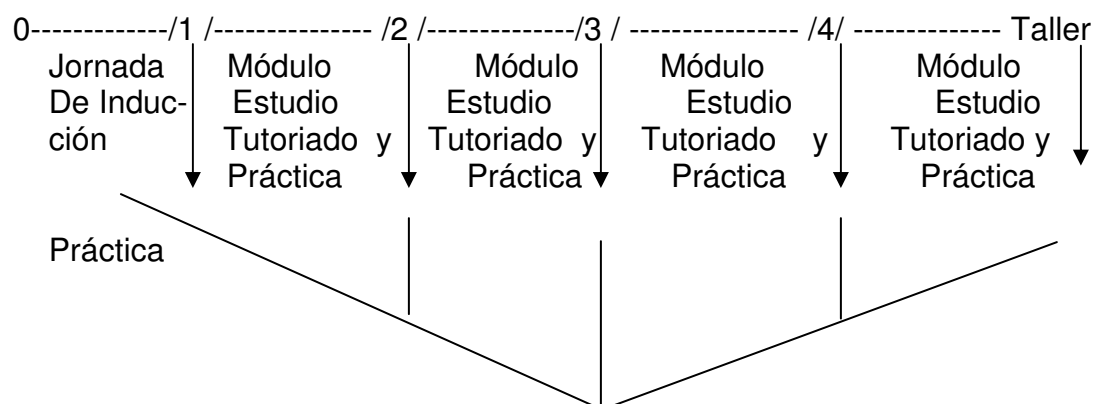 0-------------/1 /--------------- /2 /--------------/3 / ----------------- /4/ -------------- Taller
Jornada Módulo Módulo Módulo Módulo
De Induc- Estudio Estudio Estudio Estudio
ción Tutoriado y Tutoriado y Tutoriado y Tutoriado y
Práctica Práctica Práctica Práctica
Práctica